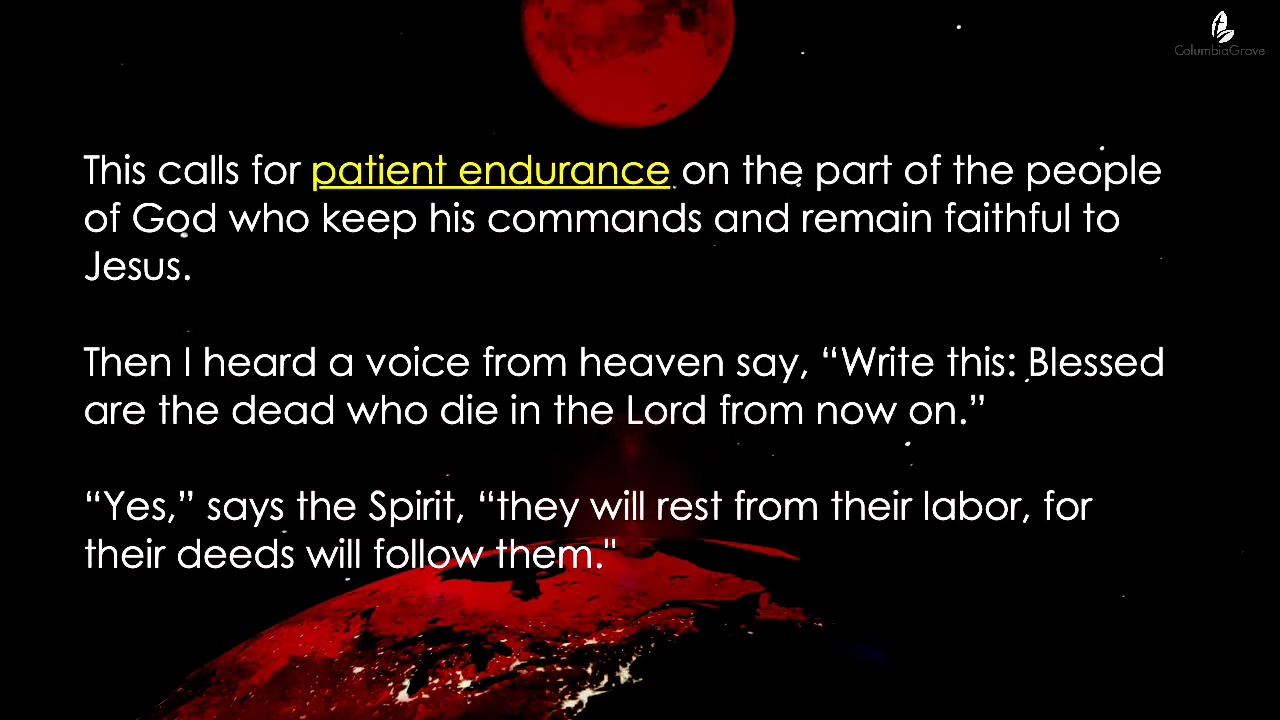 ColumbiaGrove
This calls for patient endurance on the part of the people
of God who keep his commands and remain faithful to
Jesus.
Then I heard a voice from heaven say, “Write this: Blessed
are the dead who die in the Lord from now on.”
“Yes,” says the Spirit, “they will rest from their labor, for
their deeds will follow them."